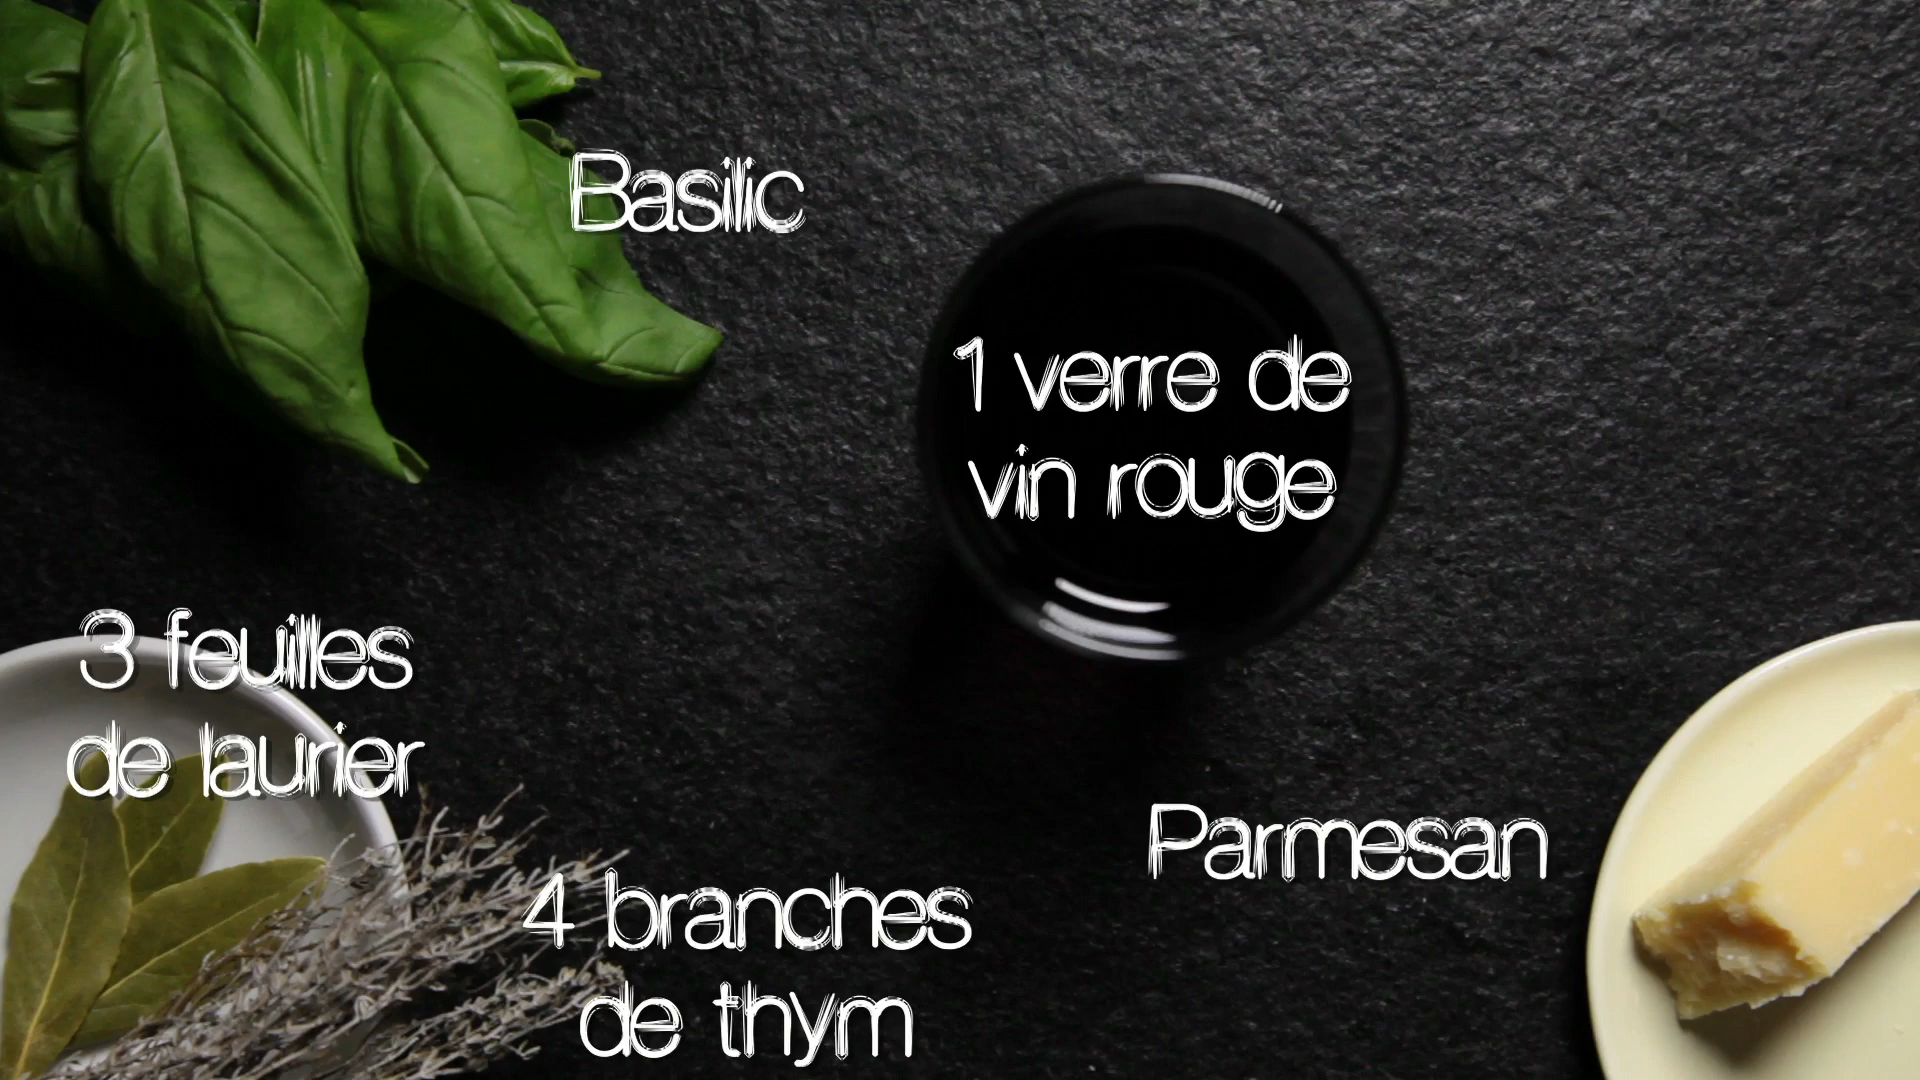 Basilic
1 verre de
vin rouge
3 feuilles
de laurier
Parmesan
4 branches
de thym